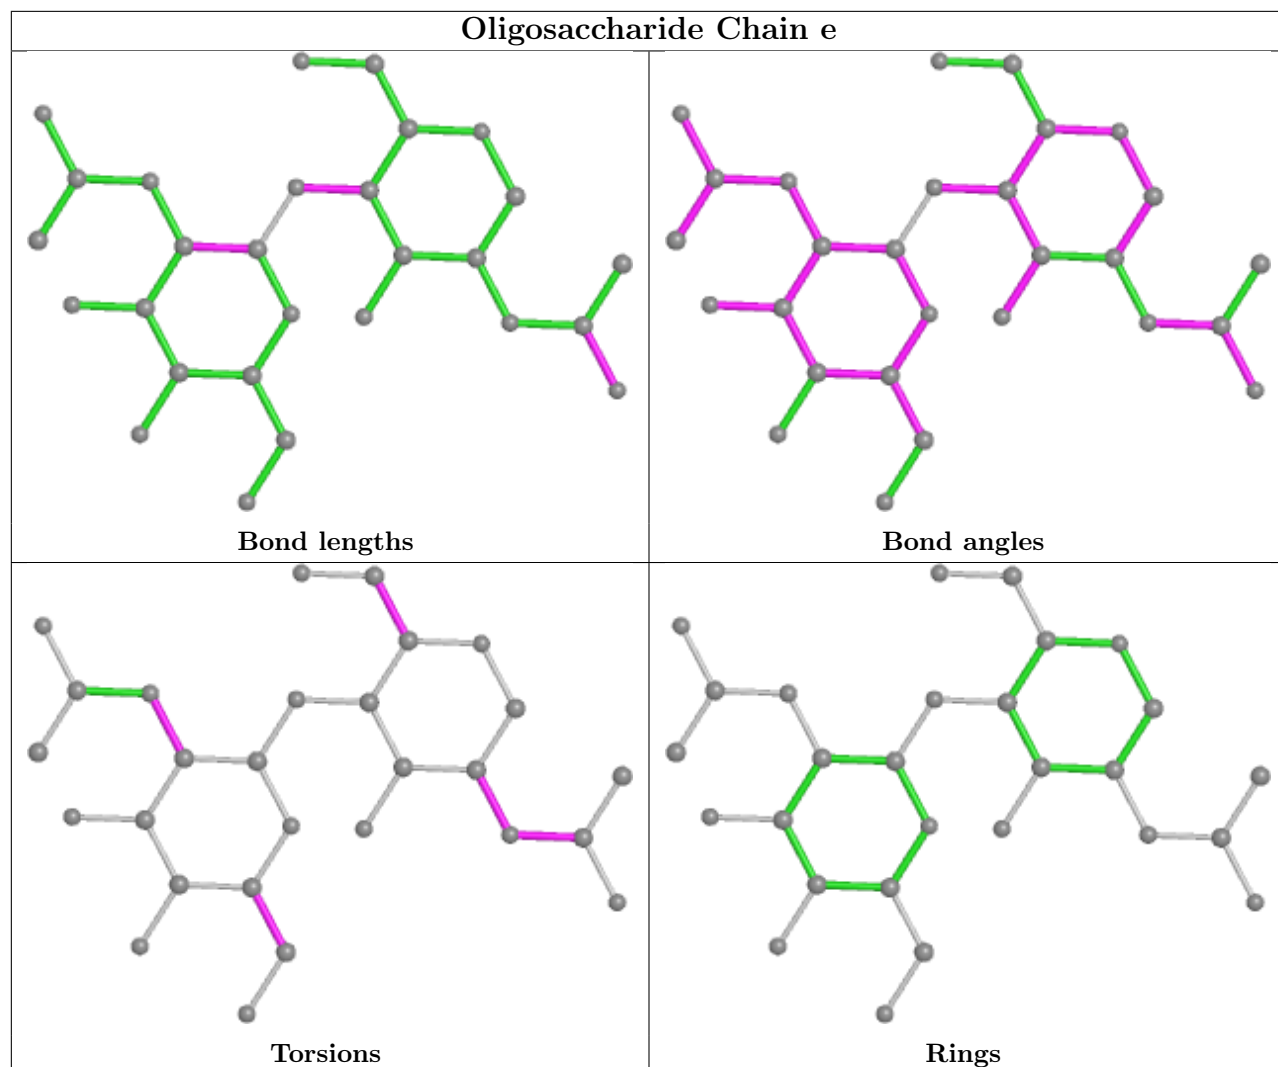 Oligosaccharide Chain e
Bond lengths
Bond angles
Torsions
Rings